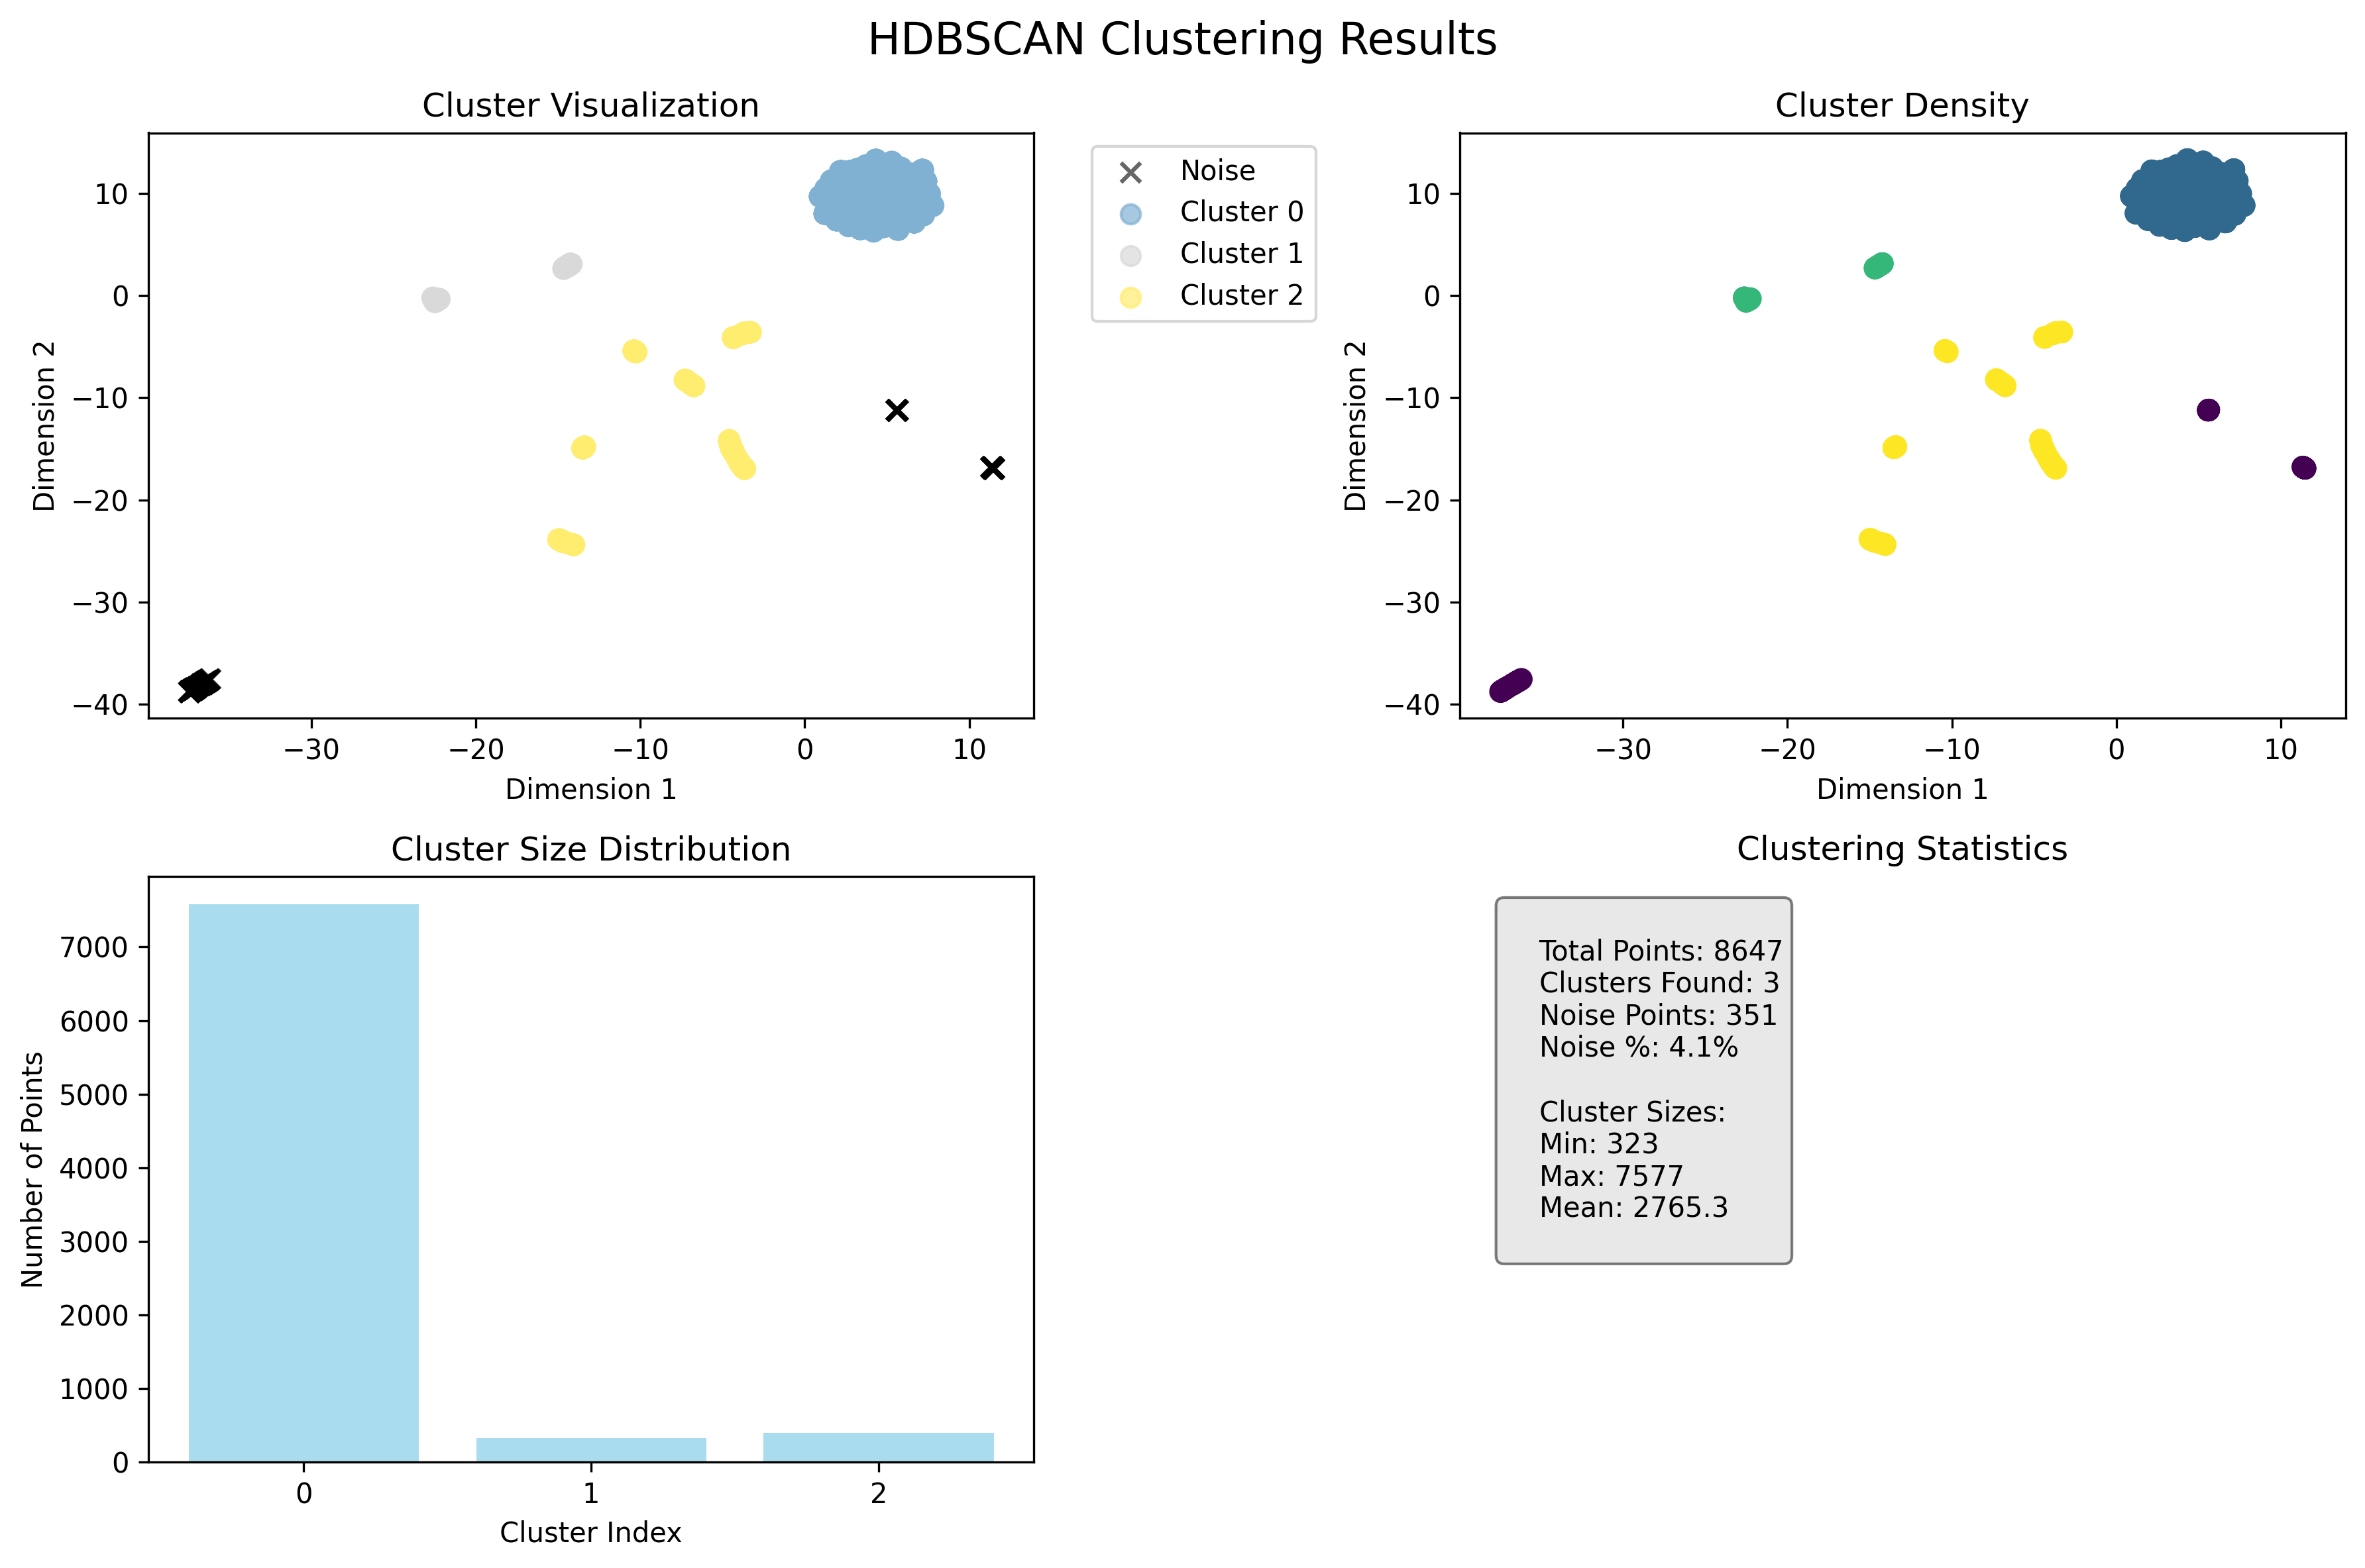 HDBSCAN Clustering Results
Cluster Visualization
10
0
−10
−20
−30
−40
Dimension 2
−30 −20 −10 0 10
Dimension 1
Noise
Cluster 0
Cluster 1
Cluster 2
Cluster Density
10
0
−10
−20
−30
−40
Dimension 2
−30 −20 −10 0 10
Dimension 1
Cluster Size Distribution
7000
6000
5000
4000
3000
2000
1000
0
Number of Points
0 1 2
Cluster Index
Clustering Statistics
Total Points: 8647
Clusters Found: 3
Noise Points: 351
Noise %: 4.1%
Cluster Sizes:
Min: 323
Max: 7577
Mean: 2765.3